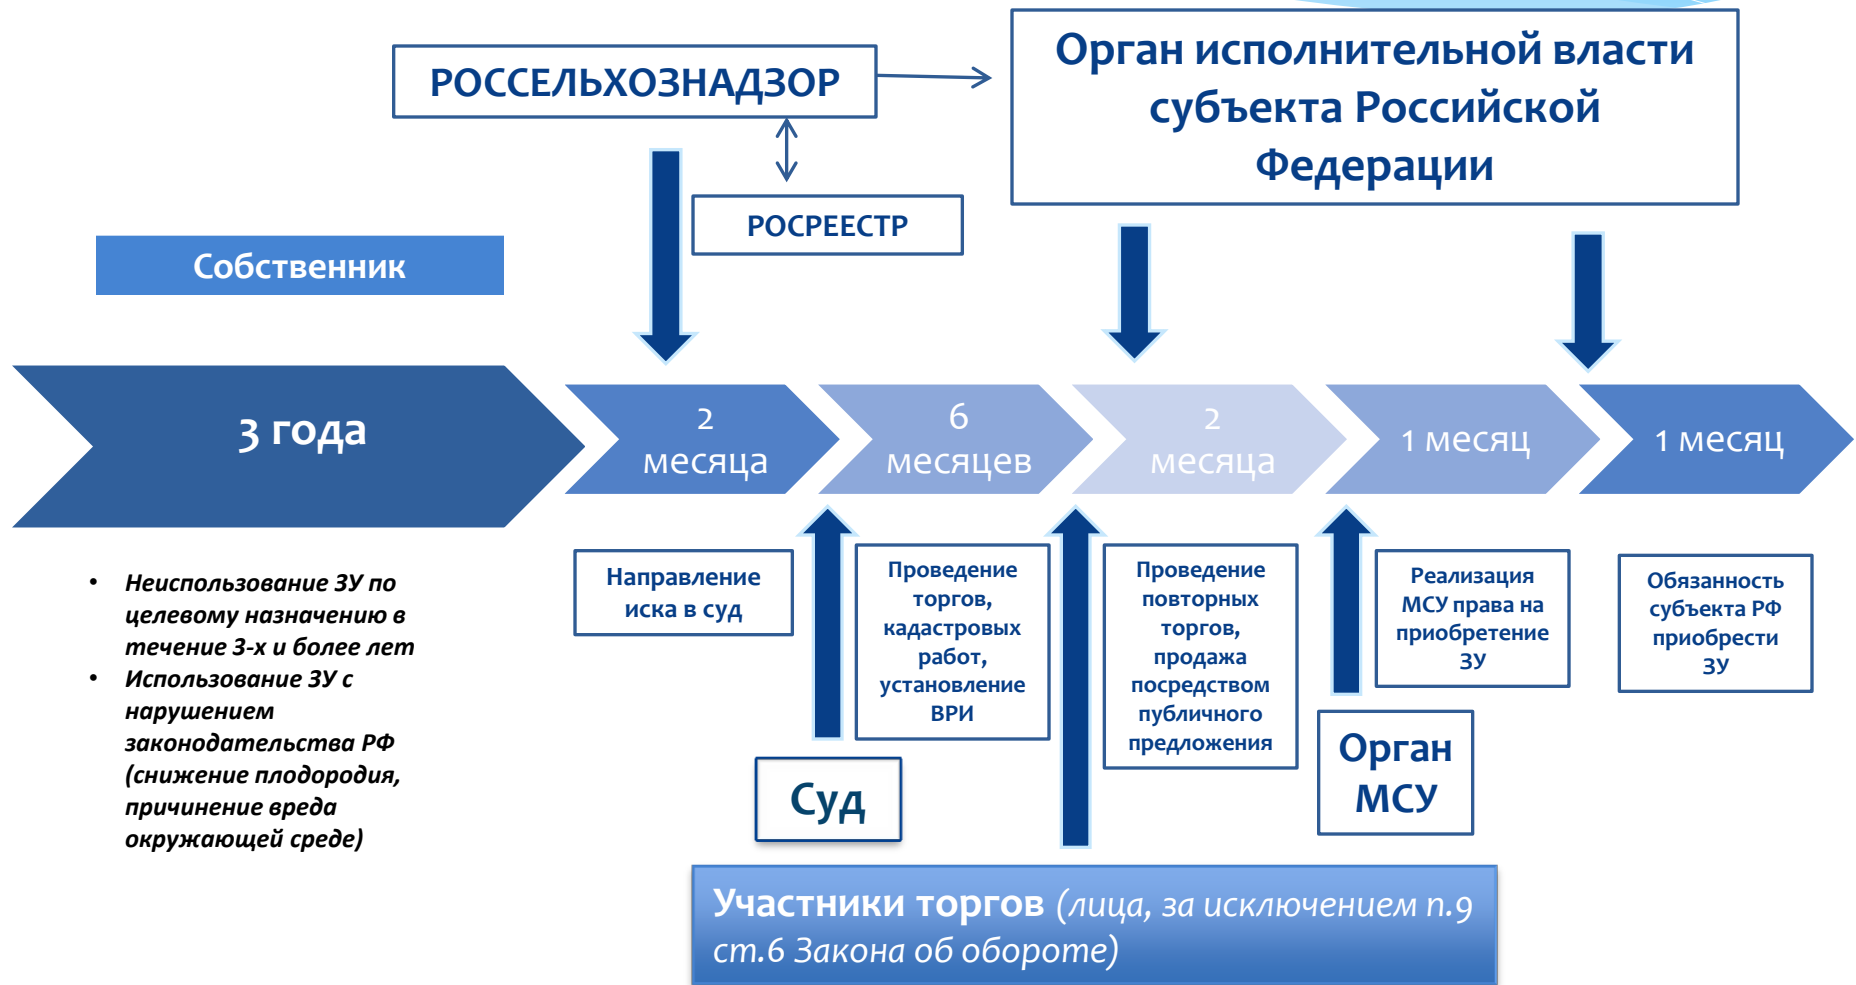 РОССЕЛЬХОЗНАДЗОР
Орган исполнительной власти
субъекта Российской
Федерации
РОСРЕЕСТР
Собственник
3 года
2
месяца
6
месяцев
2
месяца
1 месяц
1 месяц
• Неиспользование ЗУ по
целевому назначению в
течение 3-х и более лет
• Использование ЗУ с
нарушением
законодательства РФ
(снижение плодородия,
причинение вреда
окружающей среде)
Направление
иска в суд
Проведение
торгов,
кадастровых
работ,
установление
ВРИ
Проведение
повторных
торгов,
продажа
посредством
публичного
предложения
Реализация
МСУ права на
приобретение
ЗУ
Обязанность
субъекта РФ
приобрести
ЗУ
Суд
Орган
МСУ
Участники торгов (лица, за исключением п.9
ст.6 Закона об обороте)